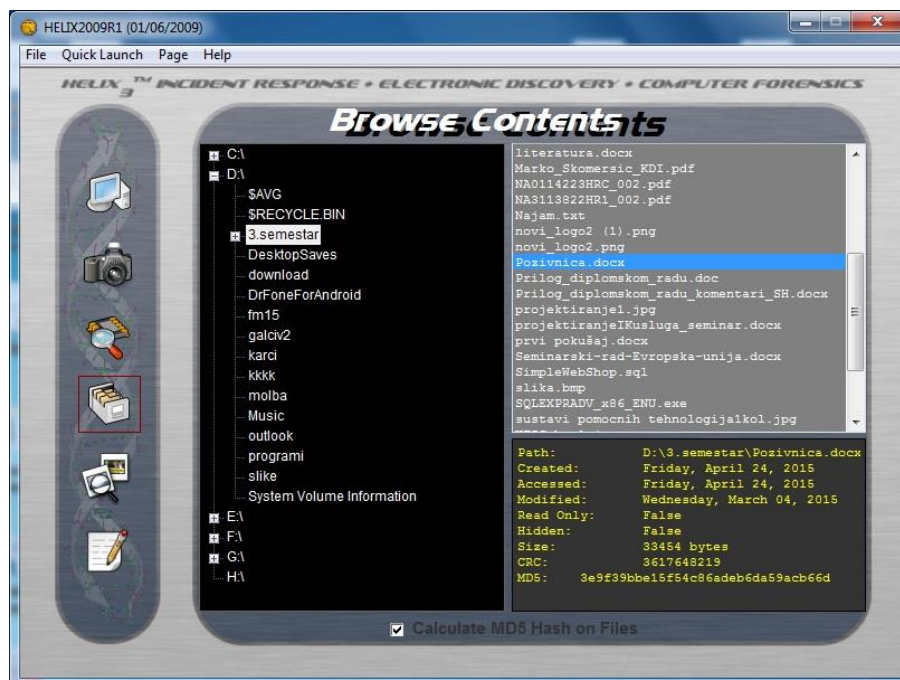 HELIX2009R1 (01/06/2009)
File Quick Launch Page Help
HELIX3™ INCIDENT RESPONSE • ELECTRONIC DISCOVERY • COMPUTER FORENSICS
Browse Contents
C:\
D:\
$AVG
$RECYCLE.BIN
3.semestar
DesktopSaves
download
DrFoneForAndroid
fm15
galciv2
karci
kkkk
molba
Music
outlook
programi
slike
System Volume Information
E:\
F:\
G:\
H:\
literatura.docx
Marko_Skomersic_KDI.pdf
NA0114223HRC_002.pdf
NA3113822HR1_002.pdf
Najam.txt
novi_logo2 (1).png
novi_logo2.png
Pozivnica.docx
Prilog_diplomskom_radu.doc
Prilog_diplomskom_radu_komentari_SH.docx
projektiranje1.jpg
projektiranjeIKusluga_seminar.docx
prvi pokušaj.docx
Seminarski-rad-Evropska-unija.docx
SimpleWebShop.sql
slika.bmp
SQLEXPRADV_x86_ENU.exe
sustavi pomocnih tehnologija1kol.jpg
Path: D:\3.semestar\Pozivnica.docx
Created: Friday, April 24, 2015
Accessed: Friday, April 24, 2015
Modified: Wednesday, March 04, 2015
Read Only: False
Hidden: False
Size: 33454 bytes
CRC: 3617648219
MD5: 3e9f39bbe15f54c86adeb6da59acb66d
Calculate MD5 Hash on Files